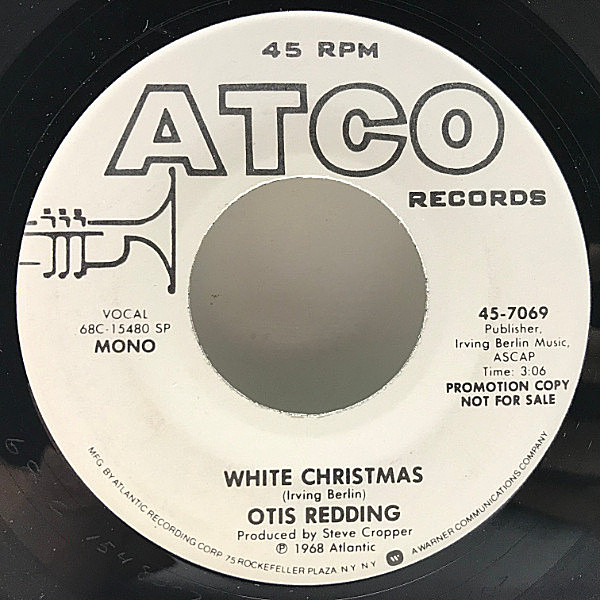 45 RPM
ATCO
RECORDS
VOCAL
68C-15480 SP
MONO
45-7069
Publisher,
Irving Berlin Music,
ASCAP
Time: 3:06
PROMOTION COPY
NOT FOR SALE
WHITE CHRISTMAS
(Irving Berlin)
OTIS REDDING
Produced by Steve Cropper
℗ 1968 Atlantic
MFG BY ATLANTIC RECORDING CORP 75 ROCKEFELLER PLAZA NY NY W A WARNER COMMUNICATIONS COMPANY